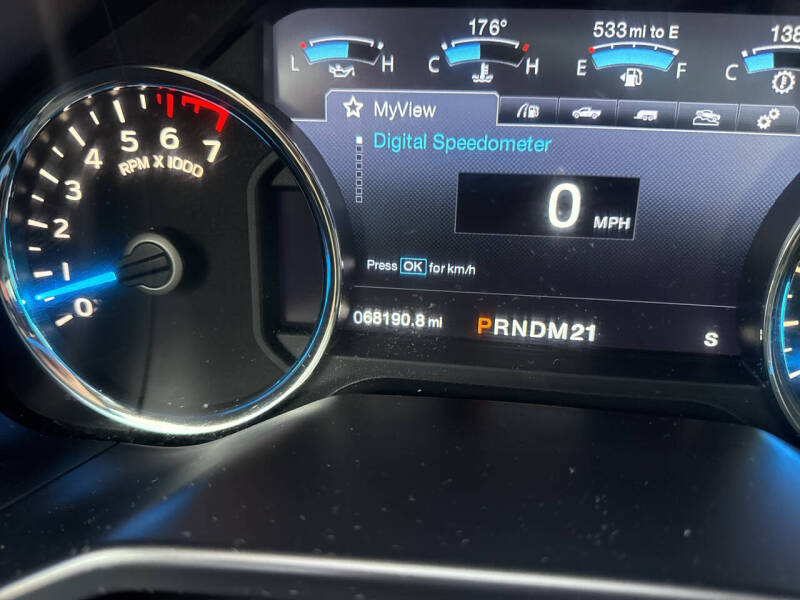 176°
533 mi to E
138
L H
C H
E F
C
MyView
Digital Speedometer
0 MPH
Press OK for km/h
068190.8 mi
PRNDM21
S
0 1 2 3 4 5 6 7
RPM X 1000